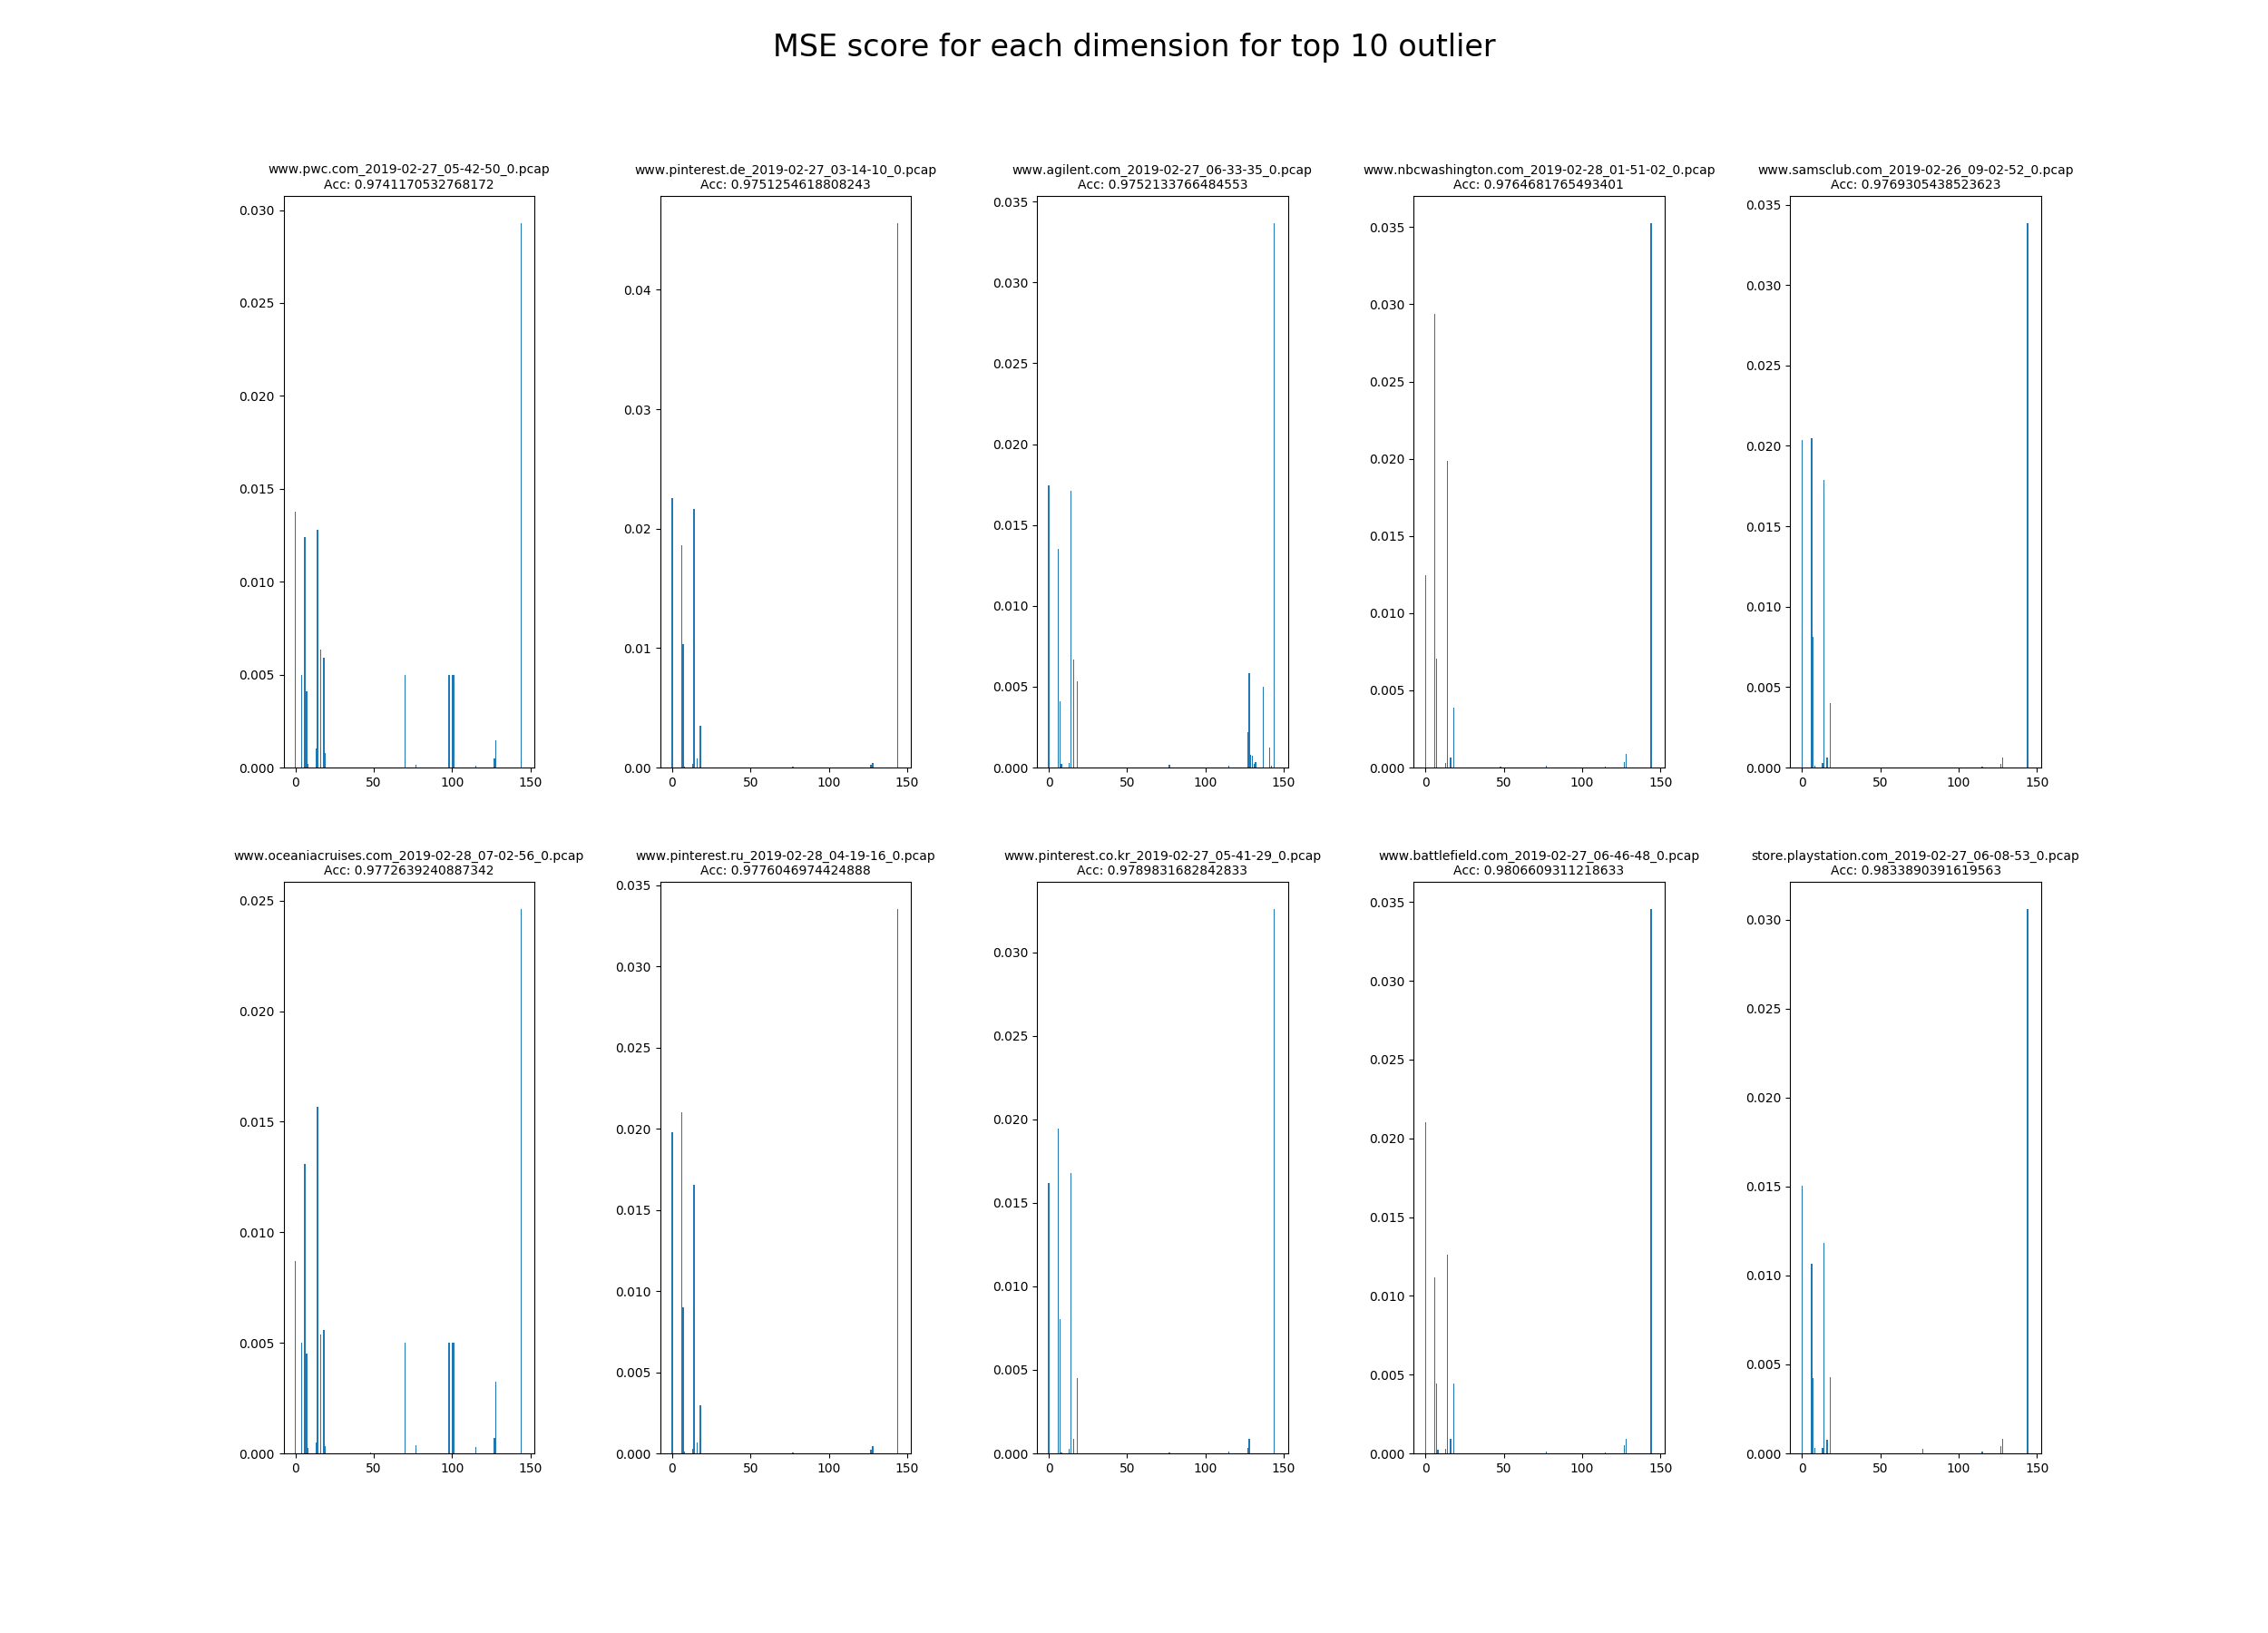 MSE score for each dimension for top 10 outlier
www.pwc.com_2019-02-27_05-42-50_0.pcap
Acc: 0.9741170532768172
0.030
0.025
0.020
0.015
0.010
0.005
0.000
0 50 100 150
www.pinterest.de_2019-02-27_03-14-10_0.pcap
Acc: 0.9751254618808243
0.04
0.03
0.02
0.01
0.00
0 50 100 150
www.agilent.com_2019-02-27_06-33-35_0.pcap
Acc: 0.9752133766484553
0.035
0.030
0.025
0.020
0.015
0.010
0.005
0.000
0 50 100 150
www.nbcwashington.com_2019-02-28_01-51-02_0.pcap
Acc: 0.9764681765493401
0.035
0.030
0.025
0.020
0.015
0.010
0.005
0.000
0 50 100 150
www.samsclub.com_2019-02-26_09-02-52_0.pcap
Acc: 0.9769305438523623
0.035
0.030
0.025
0.020
0.015
0.010
0.005
0.000
0 50 100 150
www.oceaniacruises.com_2019-02-28_07-02-56_0.pcap
Acc: 0.9772639240887342
0.025
0.020
0.015
0.010
0.005
0.000
0 50 100 150
www.pinterest.ru_2019-02-28_04-19-16_0.pcap
Acc: 0.9776046974424888
0.035
0.030
0.025
0.020
0.015
0.010
0.005
0.000
0 50 100 150
www.pinterest.co.kr_2019-02-27_05-41-29_0.pcap
Acc: 0.9789831682842833
0.030
0.025
0.020
0.015
0.010
0.005
0.000
0 50 100 150
www.battlefield.com_2019-02-27_06-46-48_0.pcap
Acc: 0.9806609311218633
0.035
0.030
0.025
0.020
0.015
0.010
0.005
0.000
0 50 100 150
store.playstation.com_2019-02-27_06-08-53_0.pcap
Acc: 0.9833890391619563
0.030
0.025
0.020
0.015
0.010
0.005
0.000
0 50 100 150